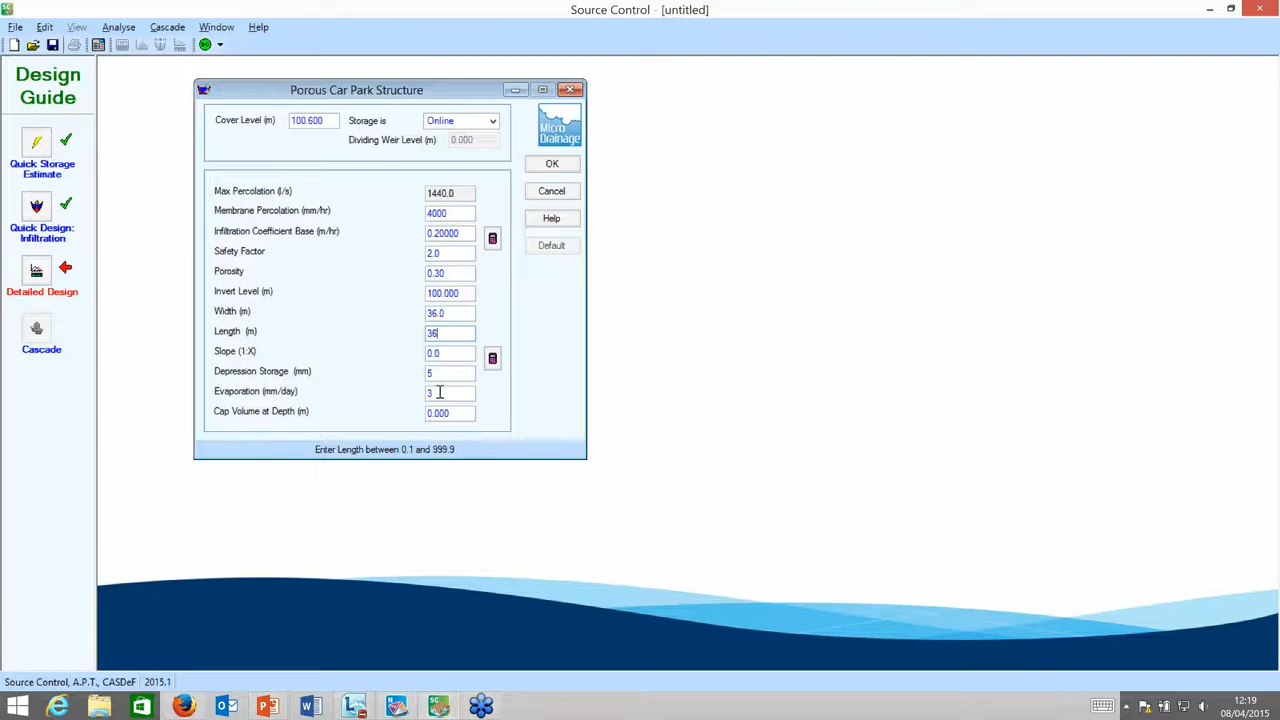 Source Control - [untitled]
File Edit View Analyse Cascade Window Help
Design
Guide
Quick Storage
Estimate
Quick Design:
Infiltration
Detailed Design
Cascade
Porous Car Park Structure
Cover Level (m) 100.600 Storage is Online
Dividing Weir Level (m) 0.000
Micro
Drainage
OK
Cancel
Help
Default
Max Percolation (l/s) 1440.0
Membrane Percolation (mm/hr) 4000
Infiltration Coefficient Base (m/hr) 0.20000
Safety Factor 2.0
Porosity 0.30
Invert Level (m) 100.000
Width (m) 36.0
Length (m) 36
Slope (1:X) 0.0
Depression Storage (mm) 5
Evaporation (mm/day) 3
Cap Volume at Depth (m) 0.000
Enter Length between 0.1 and 999.9
Source Control, A.P.T., CASDeF 2015.1
12:19
08/04/2015